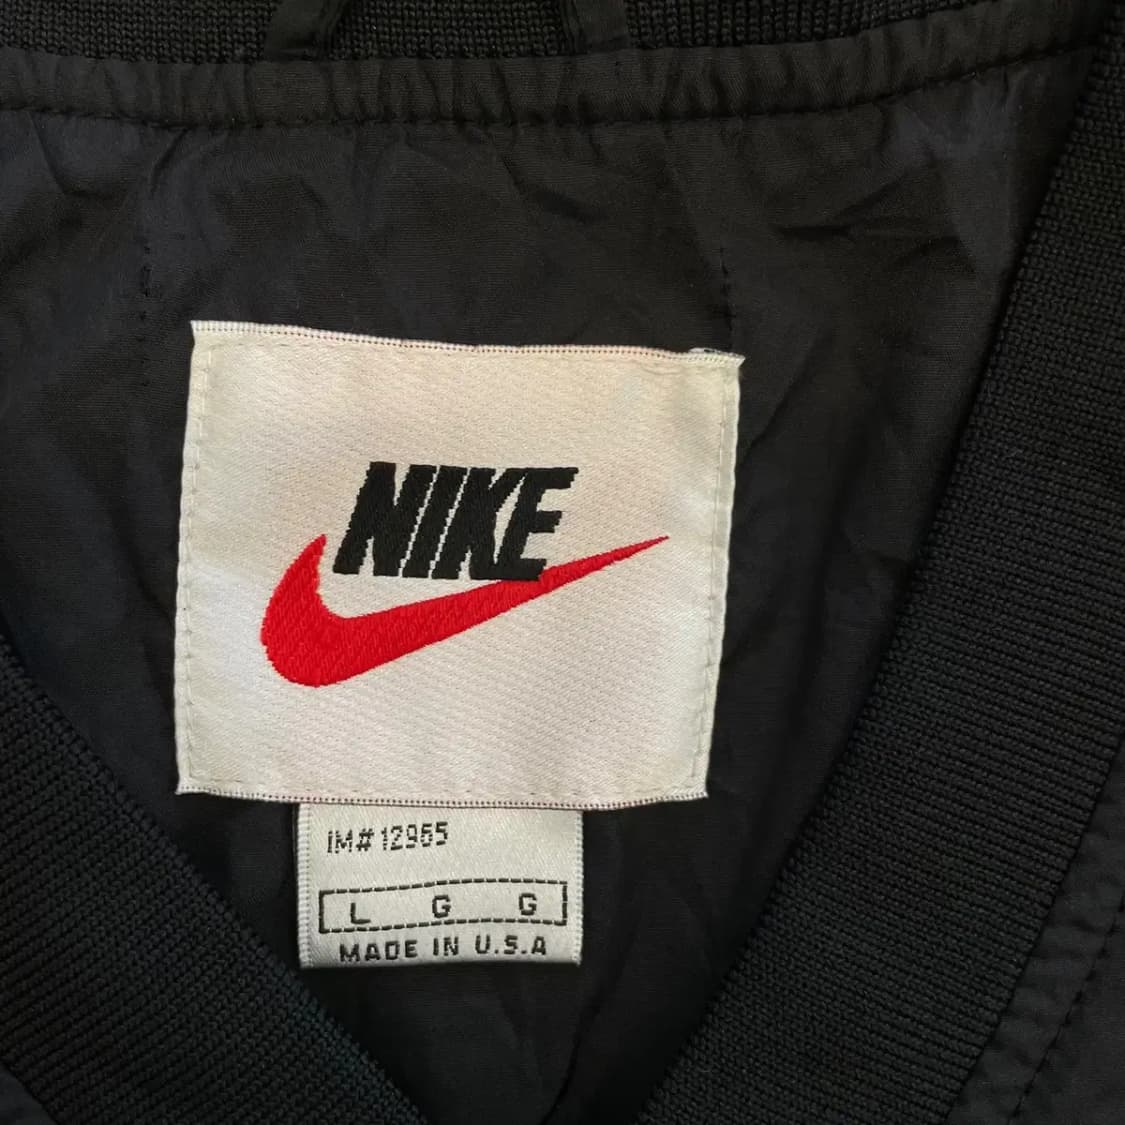 NIKE
IM# 12965
L G G
MADE IN U.S.A